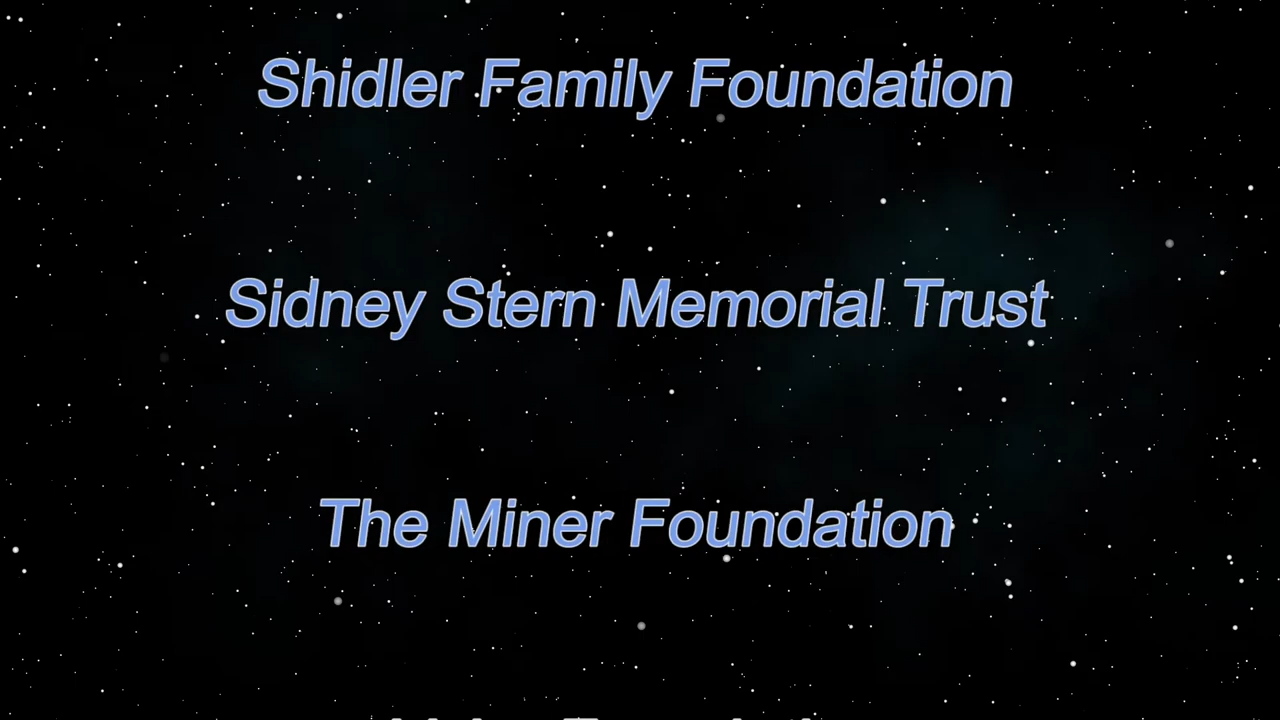 Shidler Family Foundation
Sidney Stern Memorial Trust
The Miner Foundation